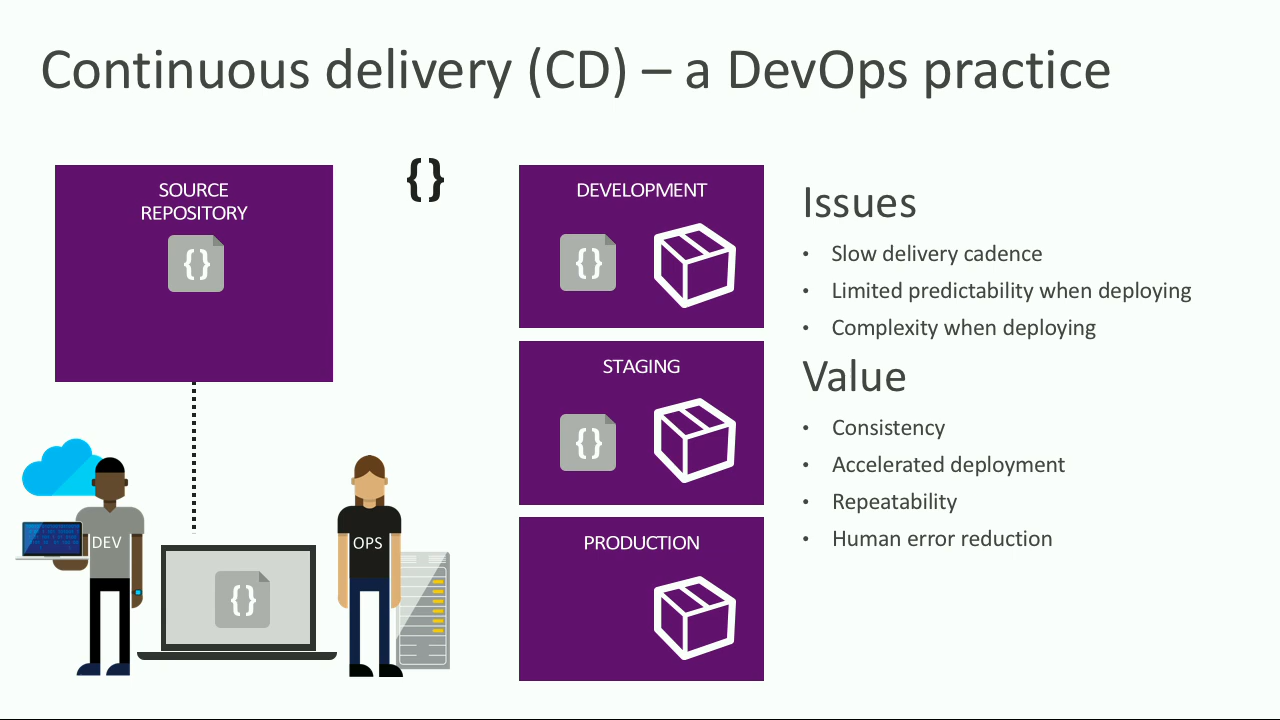 Continuous delivery (CD) – a DevOps practice
SOURCE
REPOSITORY
{}
{}
DEV
{}
OPS
DEVELOPMENT
{}
STAGING
{}
PRODUCTION
Issues
• Slow delivery cadence
• Limited predictability when deploying
• Complexity when deploying
Value
• Consistency
• Accelerated deployment
• Repeatability
• Human error reduction